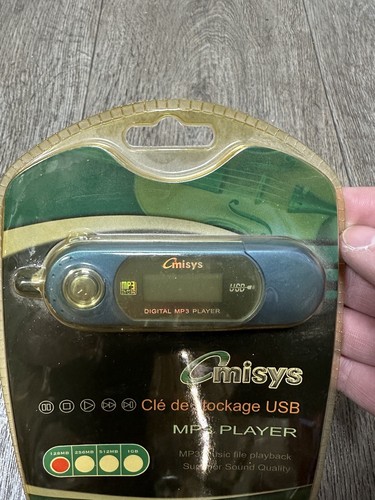 Omisys
MP3
USB
DIGITAL MP3 PLAYER
Omisys
Clé de stockage USB
MP3 PLAYER
MP3 music file playback
Superior Sound Quality
128MB 256MB 512MB 1GB